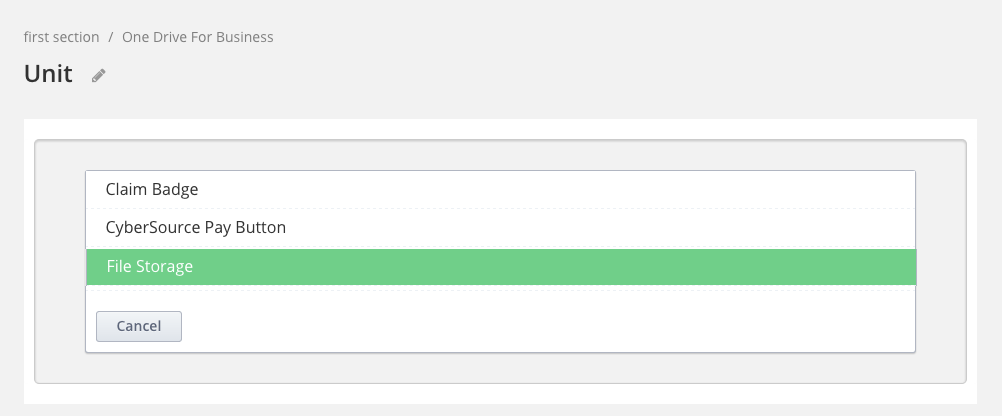 first section / One Drive For Business
Unit
Claim Badge
CyberSource Pay Button
File Storage
Cancel